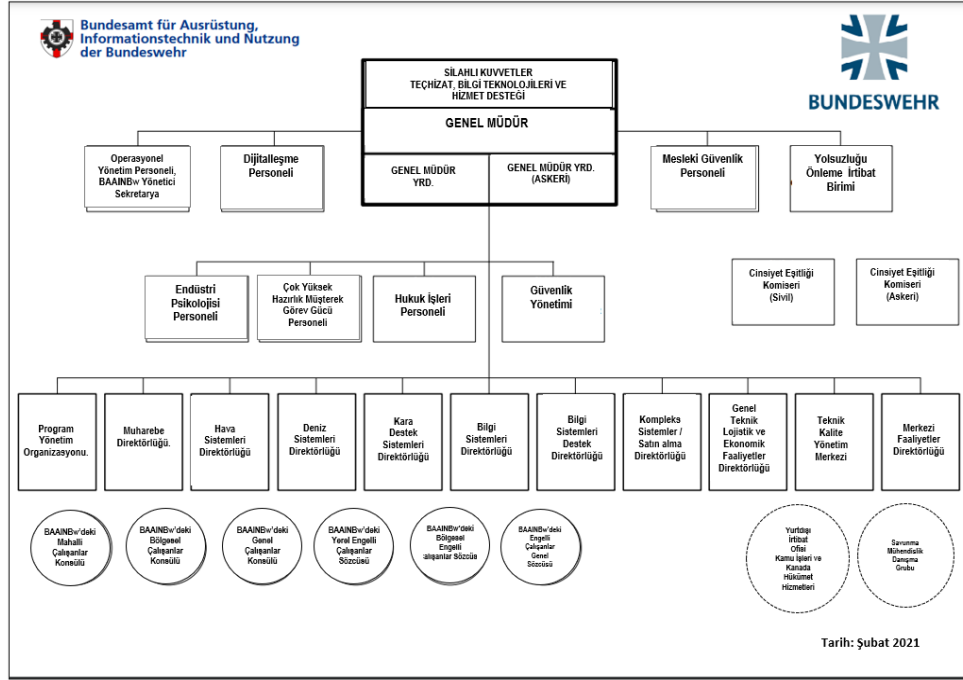 Bundesamt für Ausrüstung,
Informationstechnik und Nutzung
der Bundeswehr
BUNDESWEHR
SİLAHLI KUVVETLER
TEÇHİZAT, BİLGİ TEKNOLOJİLERİ VE
HİZMET DESTEĞİ
GENEL MÜDÜR
GENEL MÜDÜR
YRD.
GENEL MÜDÜR YRD.
(ASKERİ)
Operasyonel
Yönetim Personeli,
BAAINBw Yönetici
Sekretarya
Dijitalleşme
Personeli
Mesleki Güvenlik
Personeli
Yolsuzluğu
Önleme İrtibat
Birimi
Endüstri
Psikolojisi
Personeli
Çok Yüksek
Hazırlık Müşterek
Görev Gücü
Personeli
Hukuk İşleri
Personeli
Güvenlik
Yönetimi
Cinsiyet Eşitliği
Komiseri
(Sivil)
Cinsiyet Eşitliği
Komiseri
(Askeri)
Program
Yönetim
Organizasyonu.
Muharebe
Direktörlüğü.
Hava
Sistemleri
Direktörlüğü
Deniz
Sistemleri
Direktörlüğü
Kara
Destek
Sistemleri
Direktörlüğü
Bilgi
Sistemleri
Direktörlüğü
Bilgi
Sistemleri
Destek
Direktörlüğü
Kompleks
Sistemler /
Satın alma
Direktörlüğü
Genel
Teknik
Lojistik ve
Ekonomik
Faaliyetler
Direktörlüğü
Teknik
Kalite
Yönetim
Merkezi
Merkezi
Faaliyetler
Direktörlüğü
BAAINBw'deki
Mahalli
Çalışanlar
Konsülü
BAAINBw'deki
Bölgesel
Çalışanlar
Konsülü
BAAINBw'deki
Genel
Çalışanlar
Konsülü
BAAINBw'deki
Yerel Engelli
Çalışanlar
Sözcüsü
BAAINBw'deki
Bölgesel
Engelli
alışanlar Sözcüs
BAAINBw'deki
Engelli
Çalışanlar
Genel
Sözcüsü
Yurtdışı
İrtibat
Ofisi
Kamu İşleri ve
Kanada
Hükümet
Hizmetleri
Savunma
Mühendislik
Danışma
Grubu
Tarih: Şubat 2021